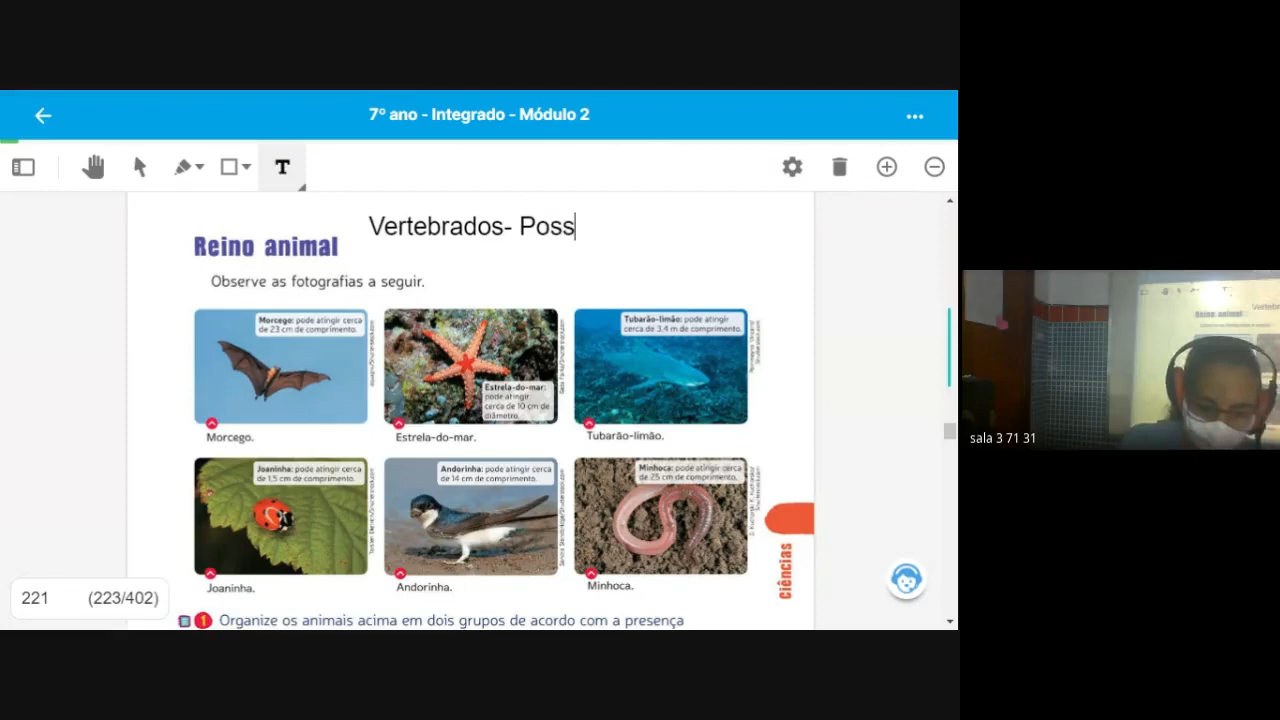 7º ano - Integrado - Módulo 2
T
Vertebrados- Poss
Reino animal
Observe as fotografias a seguir.
Morcego: pode atingir cerca
de 23 cm de comprimento.
Morcego.
Estrela-do-mar:
pode atingir
cerca de 10 cm de
diâmetro.
Estrela-do-mar.
Tubarão-limão: pode atingir
cerca de 3,4 m de comprimento.
Tubarão-limão.
Joaninha: pode atingir cerca
de 1,5 cm de comprimento.
Joaninha.
Andorinha: pode atingir cerca
de 14 cm de comprimento.
Andorinha.
Minhoca: pode atingir cerca
de 25 cm de comprimento.
Minhoca.
Ciências
221 (223/402)
1 Organize os animais acima em dois grupos de acordo com a presença
sala 3 71 31
Reino animal